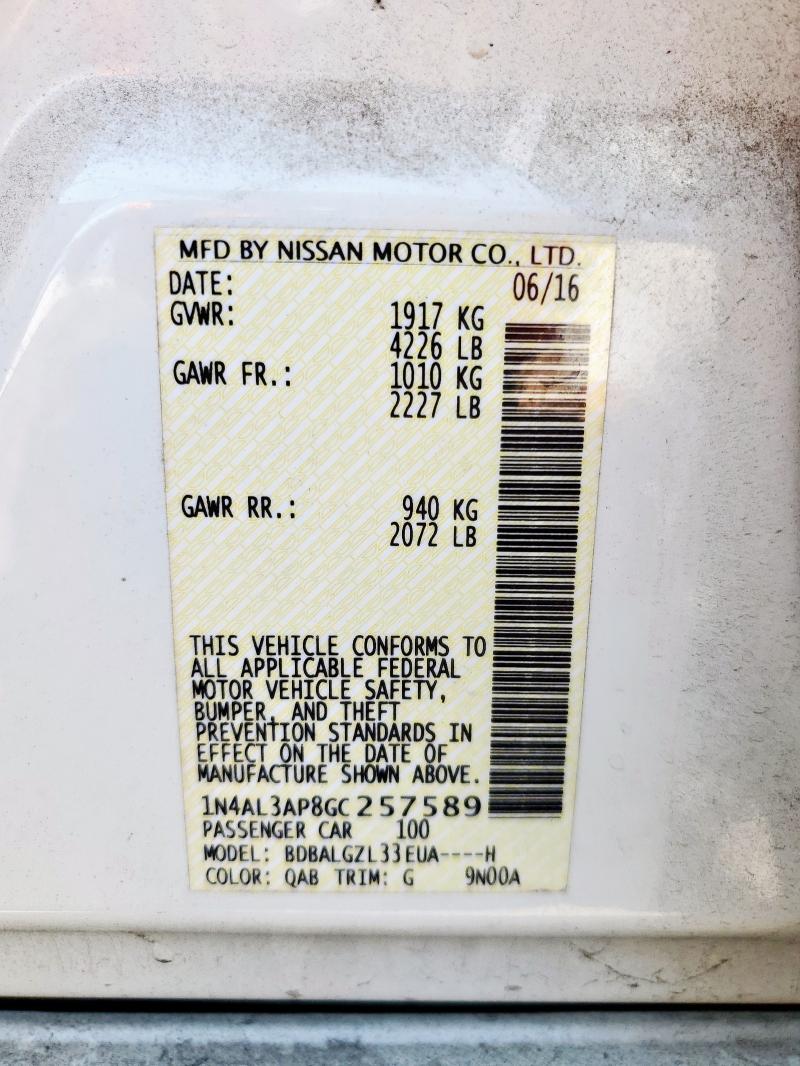 MFD BY NISSAN MOTOR CO., LTD.
DATE: 06/16
GVWR: 1917 KG
4226 LB
GAWR FR.: 1010 KG
2227 LB
GAWR RR.: 940 KG
2072 LB
THIS VEHICLE CONFORMS TO
ALL APPLICABLE FEDERAL
MOTOR VEHICLE SAFETY,
BUMPER, AND THEFT
PREVENTION STANDARDS IN
EFFECT ON THE DATE OF
MANUFACTURE SHOWN ABOVE.
1N4AL3AP8GC257589
PASSENGER CAR 100
MODEL: BDBALGZL33EUA----H
COLOR: QAB TRIM: G 9N00A